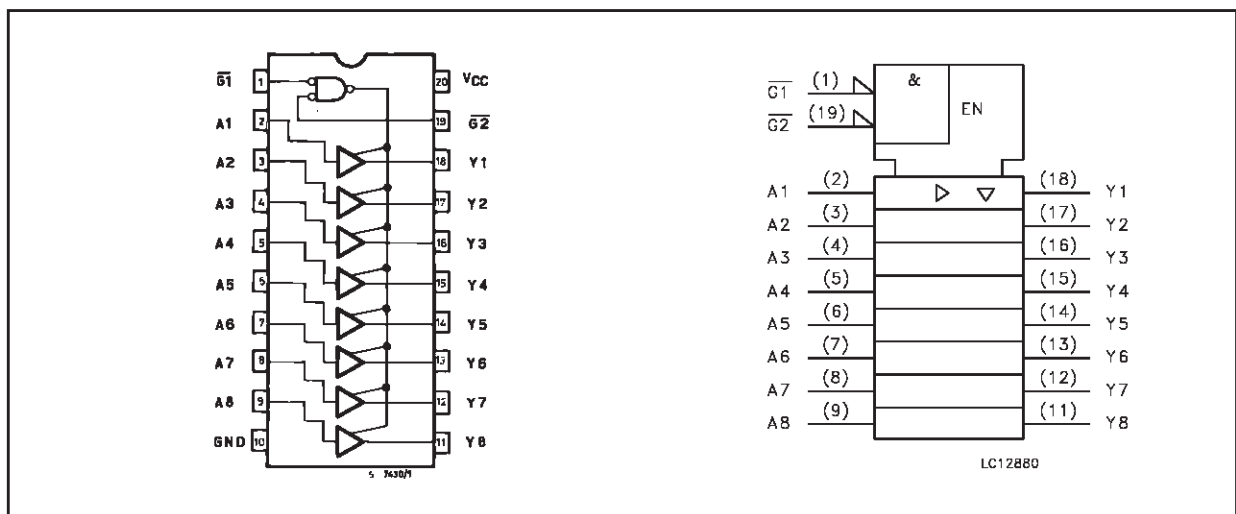 G1 1 20 VCC
A1 2 19 G2
A2 3 18 Y1
A3 4 17 Y2
A4 5 16 Y3
A5 6 15 Y4
A6 7 14 Y5
A7 8 13 Y6
A8 9 12 Y7
GND 10 11 Y8
S 7430/1
G1 (1) & EN
G2 (19)
A1 (2) (18) Y1
A2 (3) (17) Y2
A3 (4) (16) Y3
A4 (5) (15) Y4
A5 (6) (14) Y5
A6 (7) (13) Y6
A7 (8) (12) Y7
A8 (9) (11) Y8
LC12880